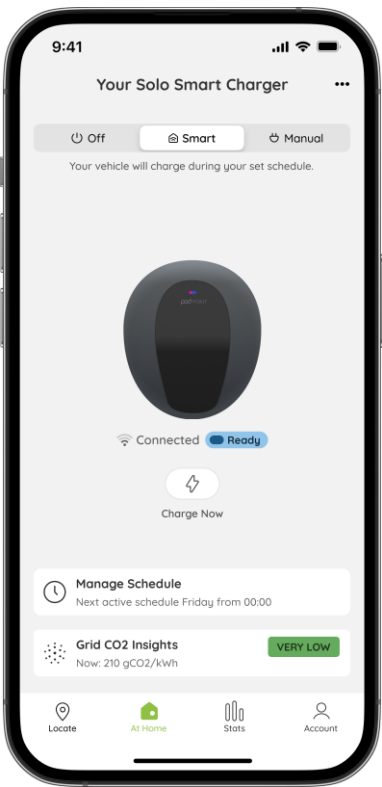 9:41
Your Solo Smart Charger
Off Smart Manual
Your vehicle will charge during your set schedule.
Connected Ready
Charge Now
Manage Schedule
Next active schedule Friday from 00:00
Grid CO2 Insights
VERY LOW
Now: 210 gCO2/kWh
Locate At Home Stats Account